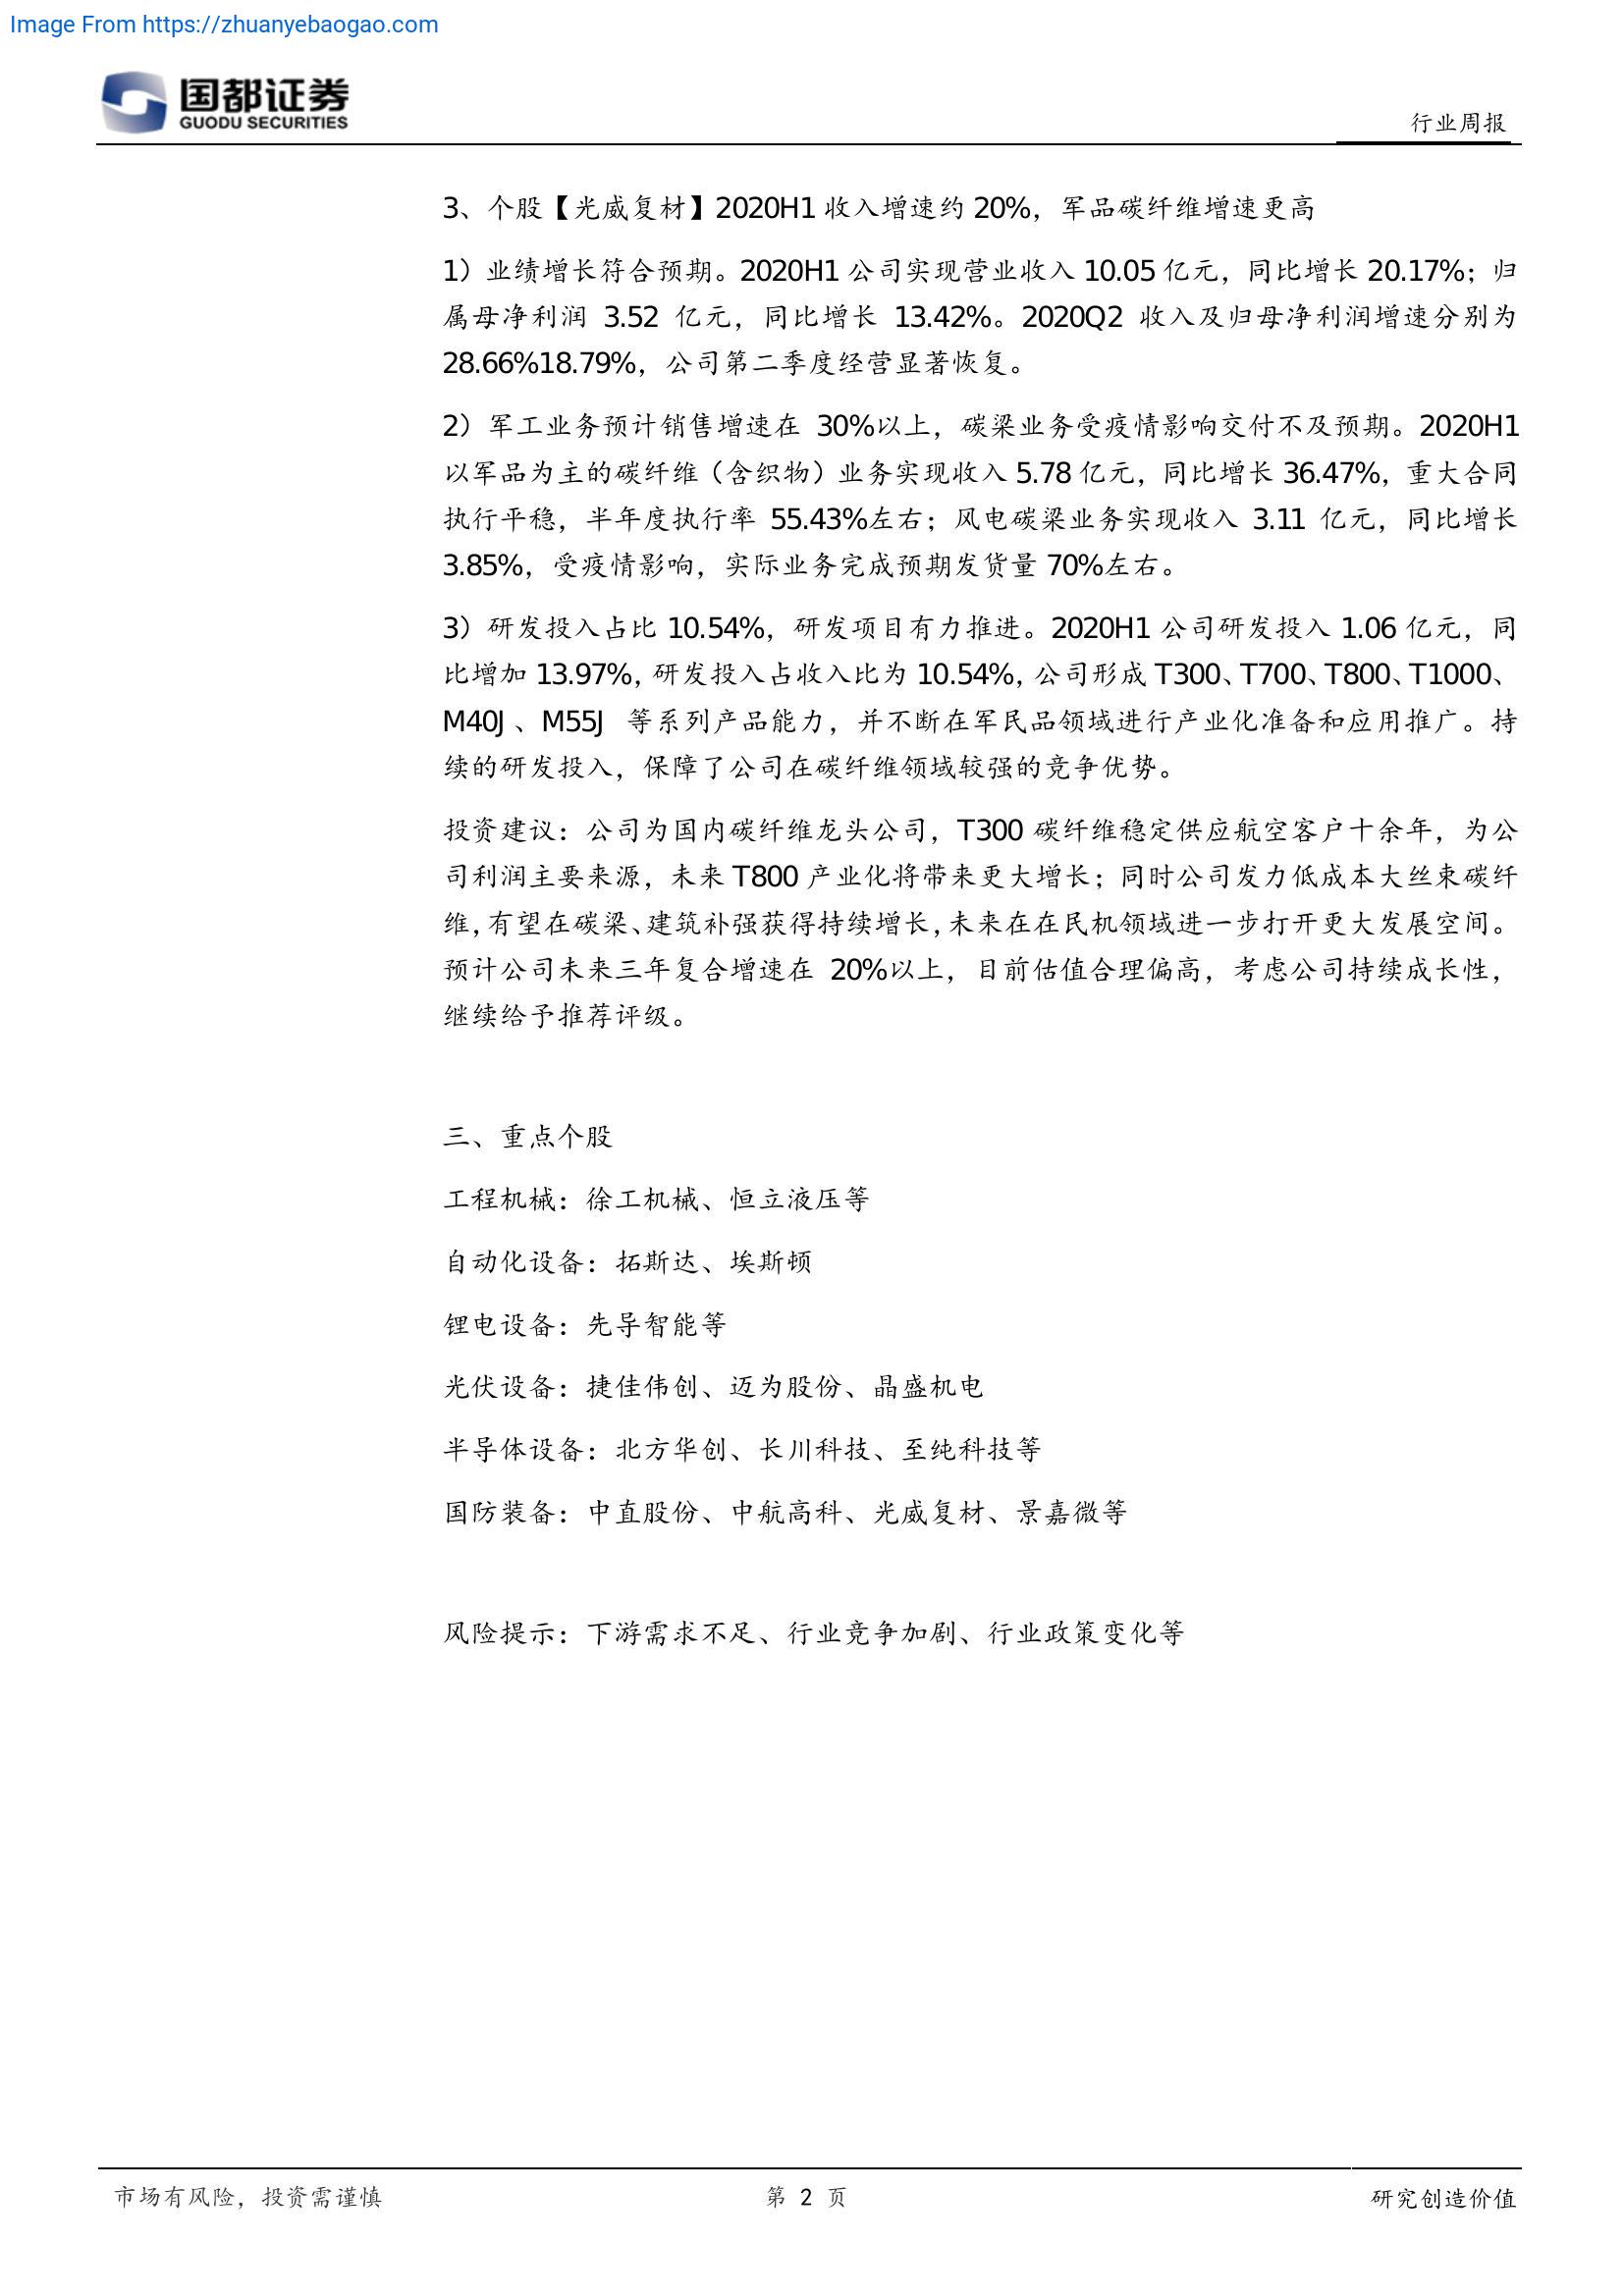 Image From https://zhuanyebaogao.com
国都证券
GUODU SECURITIES
行业周报
3、个股【光威复材】2020H1 收入增速约 20%，军品碳纤维增速更高
1）业绩增长符合预期。2020H1 公司实现营业收入 10.05 亿元，同比增长 20.17%；归
属母净利润 3.52 亿元，同比增长 13.42%。2020Q2 收入及归母净利润增速分别为
28.66%18.79%，公司第二季度经营显著恢复。
2）军工业务预计销售增速在 30%以上，碳梁业务受疫情影响交付不及预期。2020H1
以军品为主的碳纤维（含织物）业务实现收入 5.78 亿元，同比增长 36.47%，重大合同
执行平稳，半年度执行率 55.43%左右；风电碳梁业务实现收入 3.11 亿元，同比增长
3.85%，受疫情影响，实际业务完成预期发货量 70%左右。
3）研发投入占比 10.54%，研发项目有力推进。2020H1 公司研发投入 1.06 亿元，同
比增加 13.97%，研发投入占收入比为 10.54%，公司形成 T300、T700、T800、T1000、
M40J、M55J 等系列产品能力，并不断在军民品领域进行产业化准备和应用推广。持
续的研发投入，保障了公司在碳纤维领域较强的竞争优势。
投资建议：公司为国内碳纤维龙头公司，T300 碳纤维稳定供应航空客户十余年，为公
司利润主要来源，未来 T800 产业化将带来更大增长；同时公司发力低成本大丝束碳纤
维，有望在碳梁、建筑补强获得持续增长，未来在在民机领域进一步打开更大发展空间。
预计公司未来三年复合增速在 20%以上，目前估值合理偏高，考虑公司持续成长性，
继续给予推荐评级。
三、重点个股
工程机械：徐工机械、恒立液压等
自动化设备：拓斯达、埃斯顿
锂电设备：先导智能等
光伏设备：捷佳伟创、迈为股份、晶盛机电
半导体设备：北方华创、长川科技、至纯科技等
国防装备：中直股份、中航高科、光威复材、景嘉微等
风险提示：下游需求不足、行业竞争加剧、行业政策变化等
市场有风险，投资需谨慎
第 2 页
研究创造价值